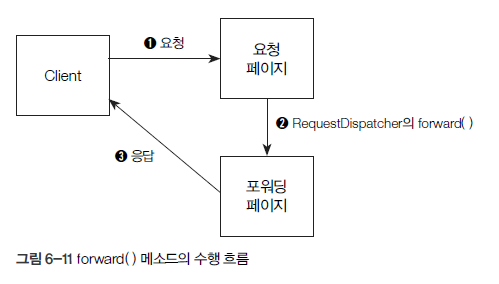 ❶ 요청
Client
요청
페이지
❷ RequestDispatcher의 forward( )
❸ 응답
포워딩
페이지
그림 6-11 forward( ) 메소드의 수행 흐름